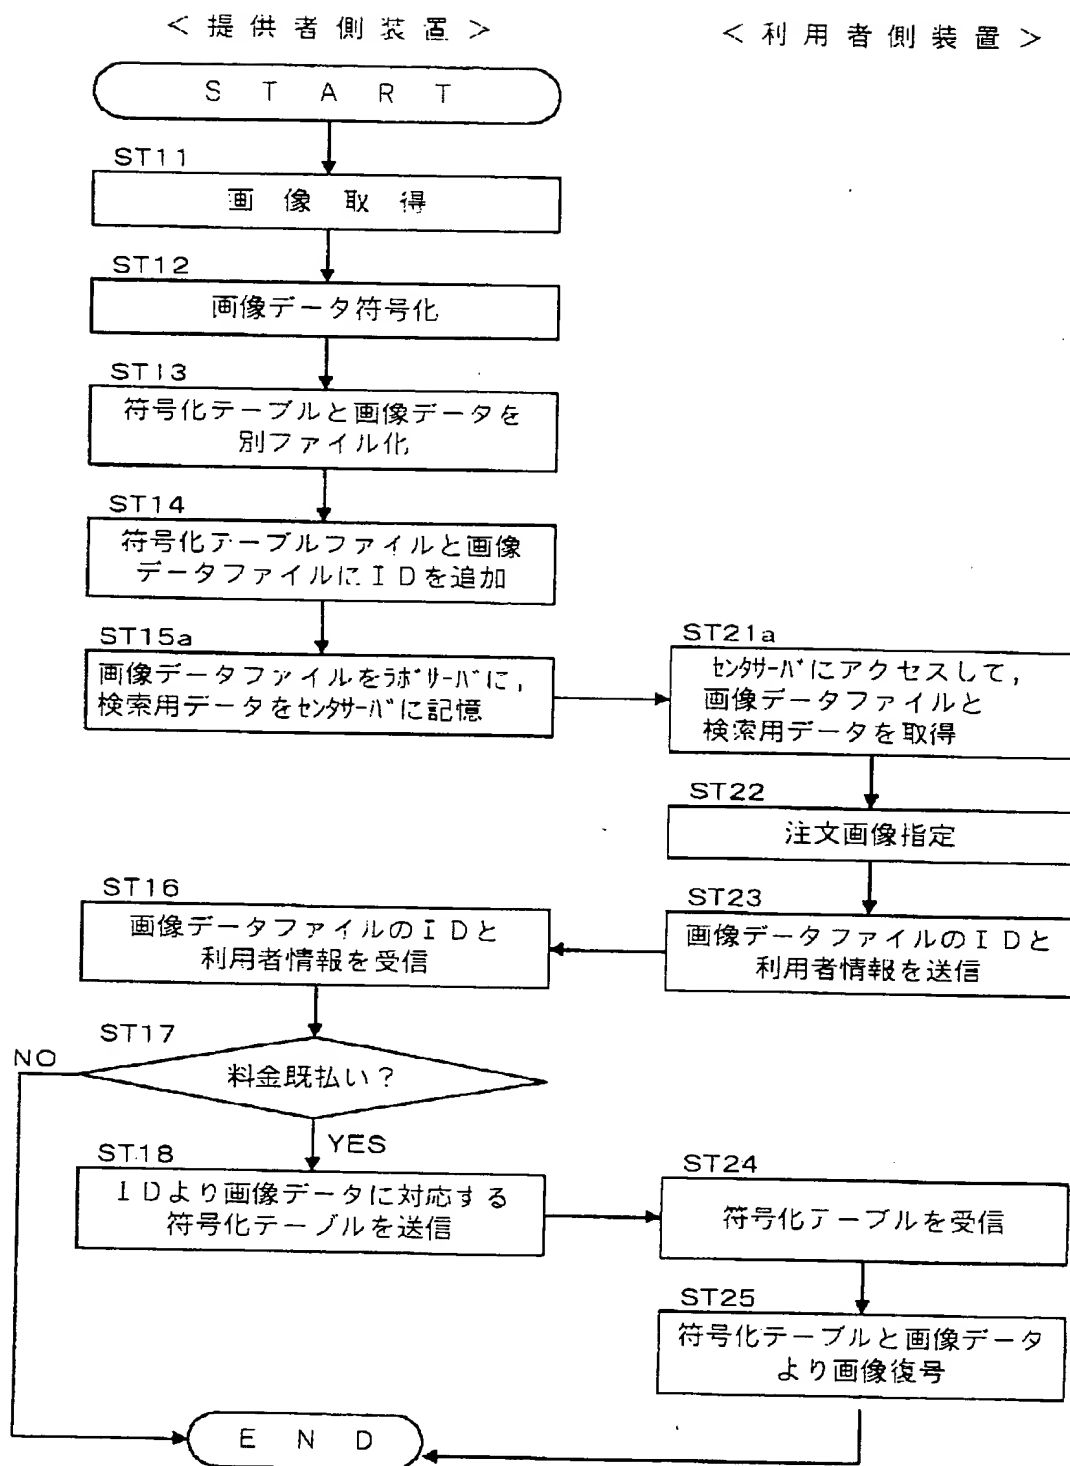 ＜提供者側装置＞
＜利用者側装置＞
START
ST11
画像取得
ST12
画像データ符号化
ST13
符号化テーブルと画像データを
別ファイル化
ST14
符号化テーブルファイルと画像
データファイルにＩＤを追加
ST15a
画像データファイルをﾗﾎﾞｻｰﾊﾞに，
検索用データをｾﾝﾀｻｰﾊﾞに記憶
ST21a
ｾﾝﾀｻｰﾊﾞにアクセスして，
画像データファイルと
検索用データを取得
ST22
注文画像指定
ST23
画像データファイルのＩＤと
利用者情報を送信
ST16
画像データファイルのＩＤと
利用者情報を受信
ST17
料金既払い？
NO
YES
ST18
ＩＤより画像データに対応する
符号化テーブルを送信
ST24
符号化テーブルを受信
ST25
符号化テーブルと画像データ
より画像復号
END